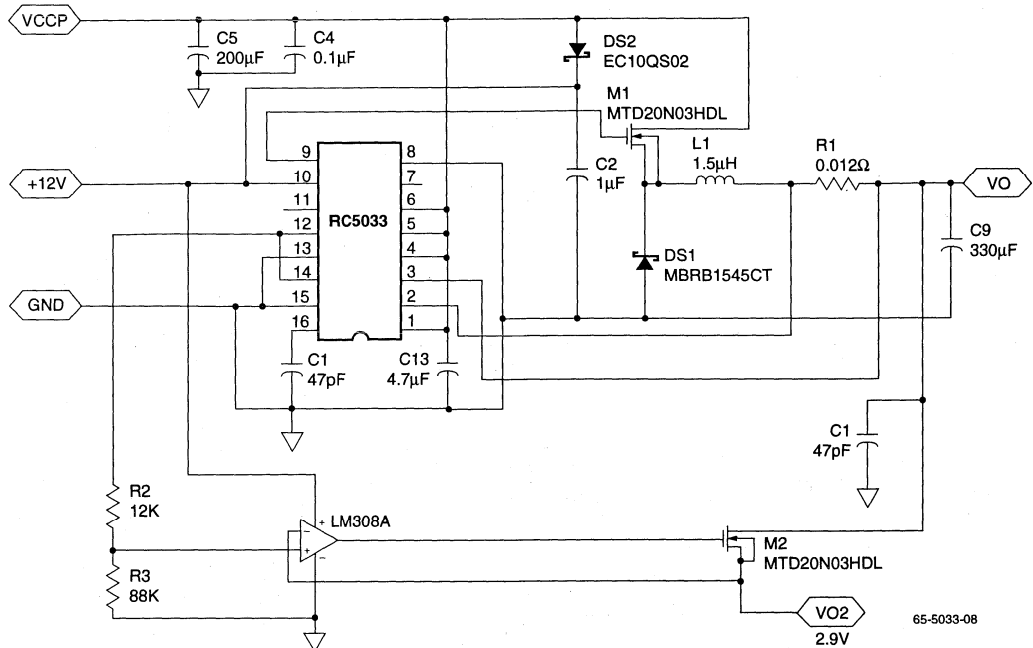 VCCP
C5
200µF
C4
0.1µF
DS2
EC10QS02
M1
MTD20N03HDL
L1
1.5µH
R1
0.012Ω
C2
1µF
+12V
VO
9
10
11
12
13
14
15
16
RC5033
8
7
6
5
4
3
2
1
C9
330µF
DS1
MBRB1545CT
GND
C1
47pF
C13
4.7µF
C1
47pF
R2
12K
R3
88K
+ LM308A
−
+
−
M2
MTD20N03HDL
VO2
2.9V
65-5033-08